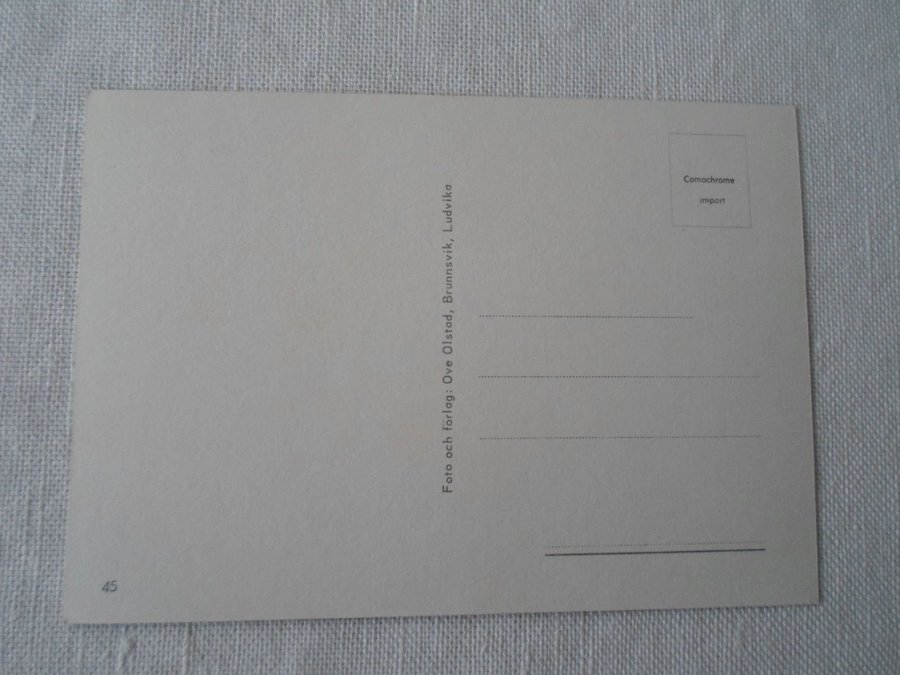 Comochrome
import
Foto och förlag: Ove Olstad, Brunnsvik, Ludvika
45